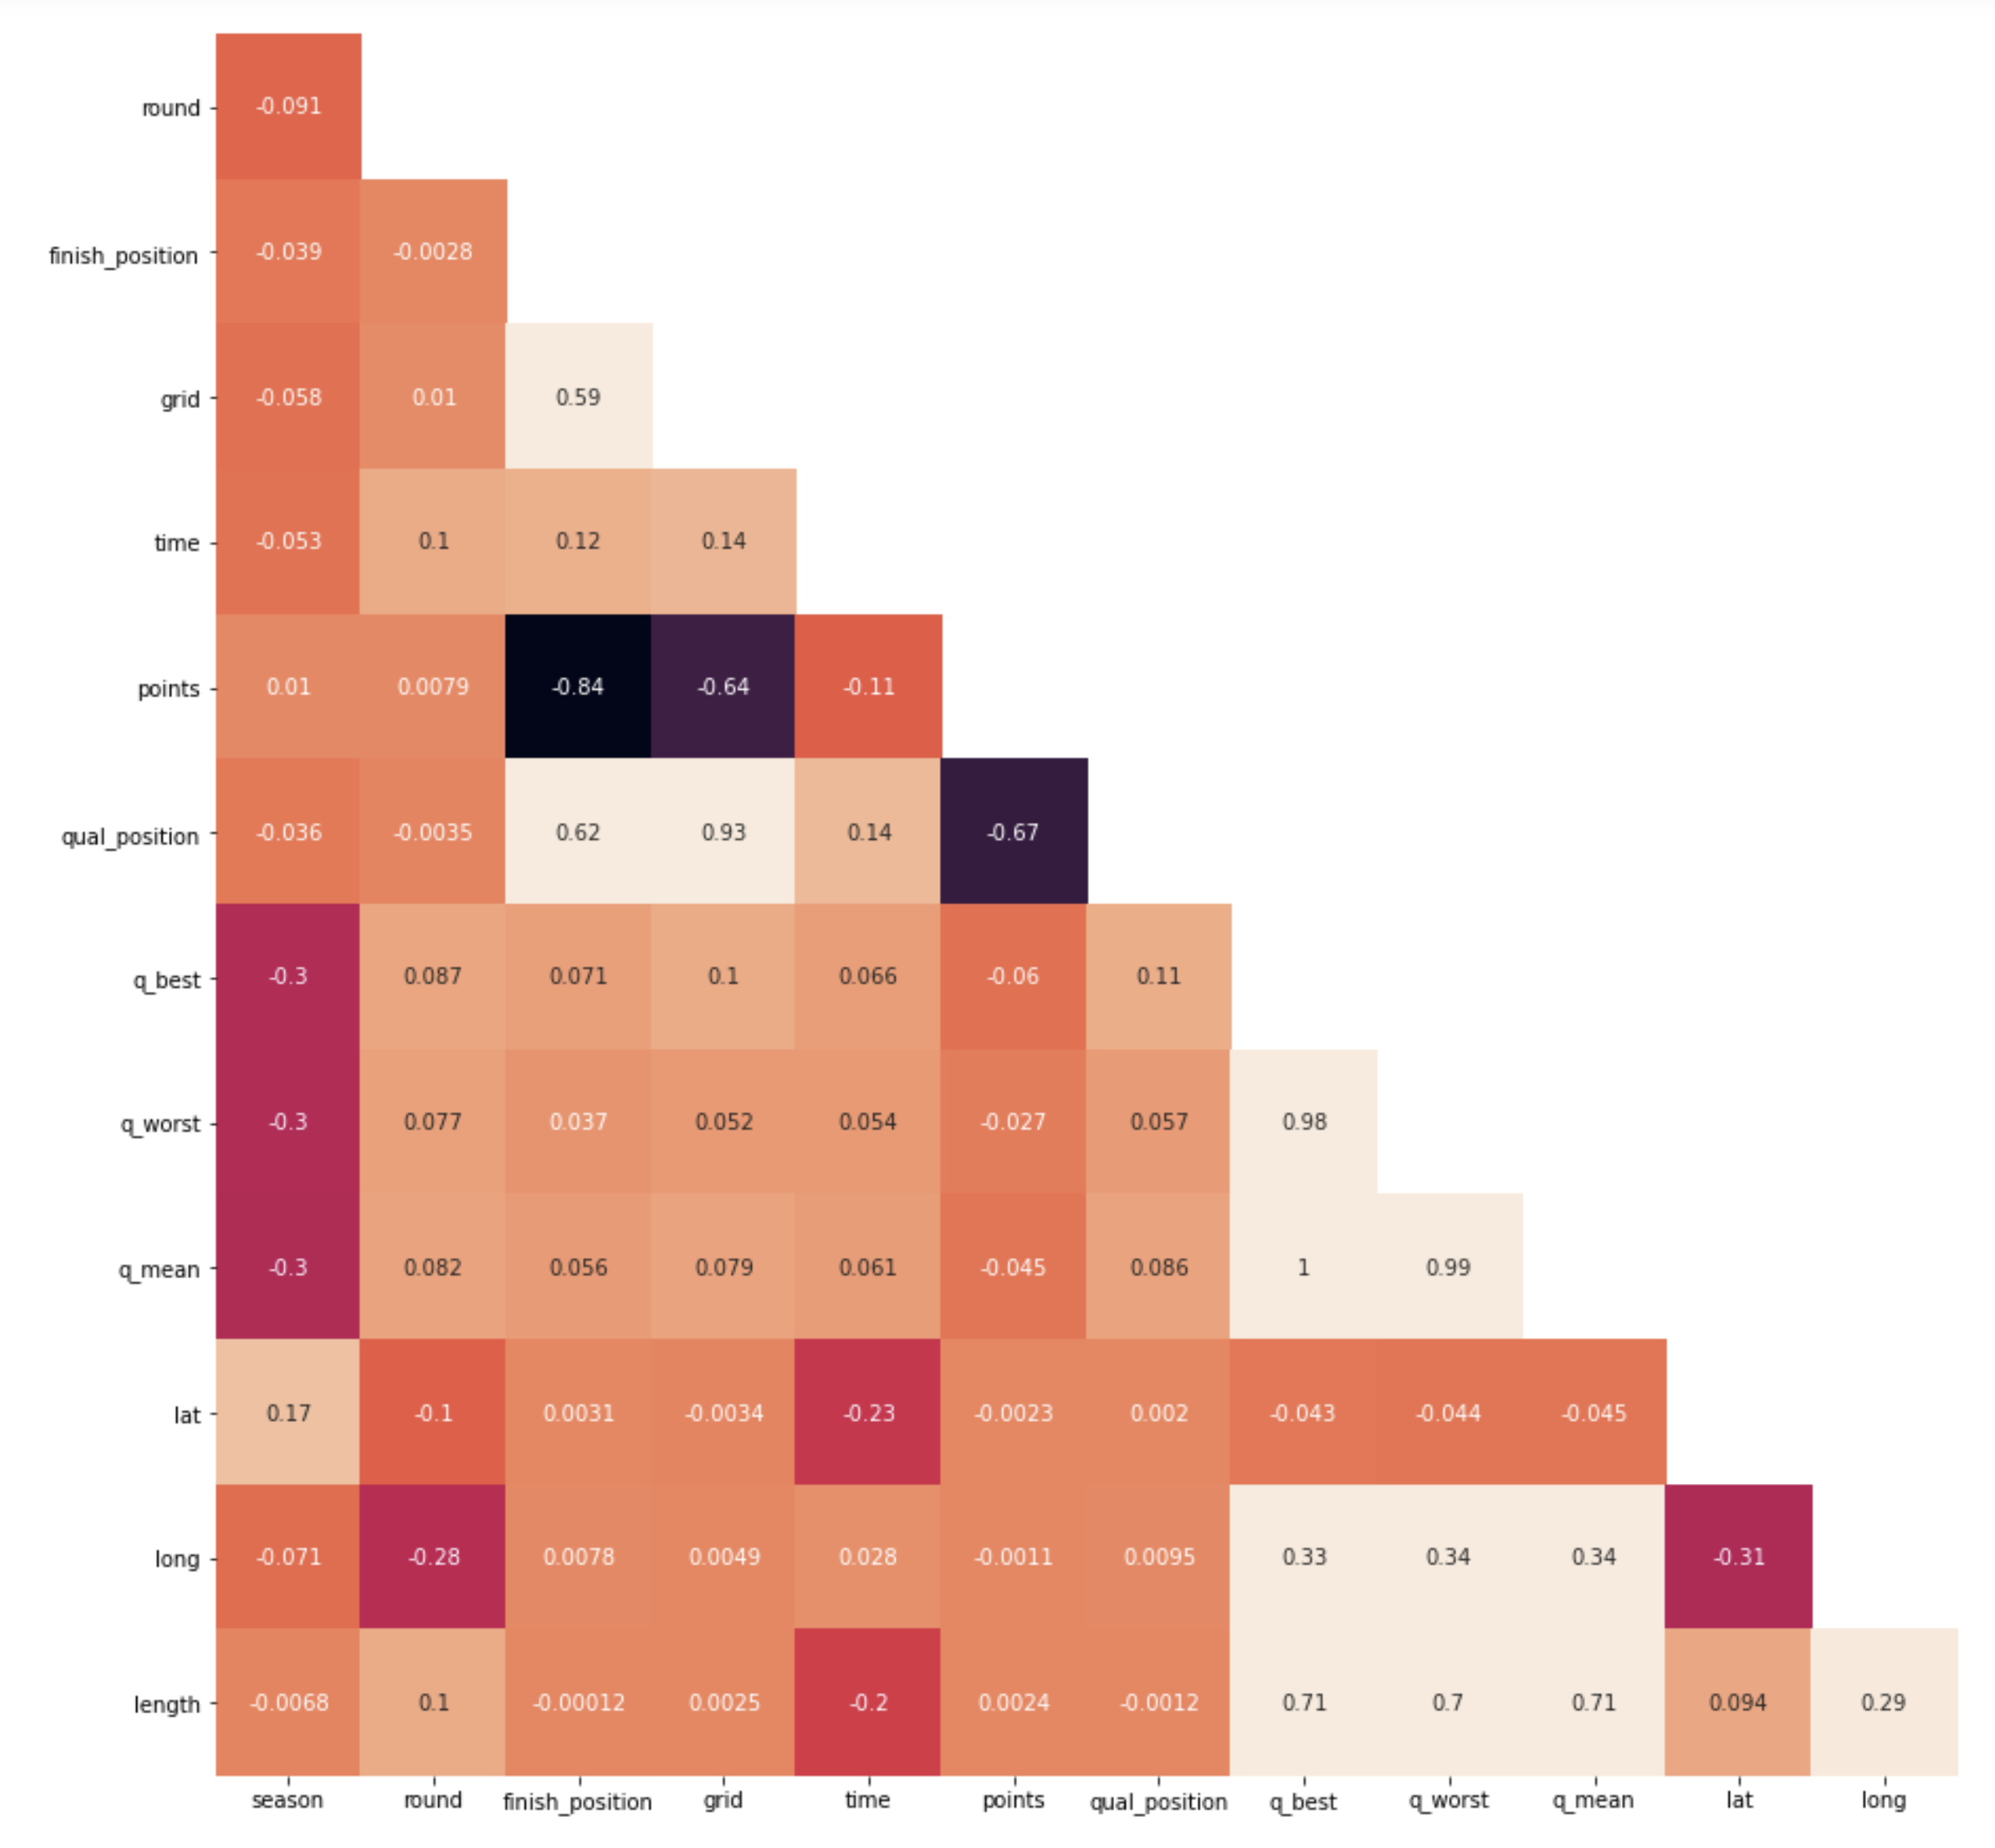 round -0.091
finish_position -0.039 -0.0028
grid -0.058 0.01 0.59
time -0.053 0.1 0.12 0.14
points 0.01 0.0079 -0.84 -0.64 -0.11
qual_position -0.036 -0.0035 0.62 0.93 0.14 -0.67
q_best -0.3 0.087 0.071 0.1 0.066 -0.06 0.11
q_worst -0.3 0.077 0.037 0.052 0.054 -0.027 0.057 0.98
q_mean -0.3 0.082 0.056 0.079 0.061 -0.045 0.086 1 0.99
lat 0.17 -0.1 0.0031 -0.0034 -0.23 -0.0023 0.002 -0.043 -0.044 -0.045
long -0.071 -0.28 0.0078 0.0049 0.028 -0.0011 0.0095 0.33 0.34 0.34 -0.31
length -0.0068 0.1 -0.00012 0.0025 -0.2 0.0024 -0.0012 0.71 0.7 0.71 0.094 0.29
season round finish_position grid time points qual_position q_best q_worst q_mean lat long